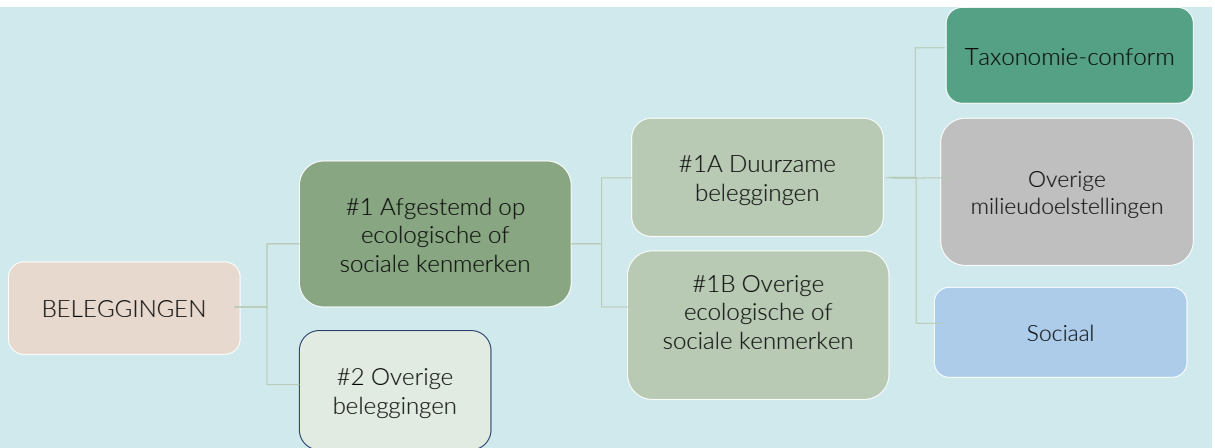 BELEGGINGEN
#1 Afgestemd op
ecologische of
sociale kenmerken
#2 Overige
beleggingen
#1A Duurzame
beleggingen
#1B Overige
ecologische of
sociale kenmerken
Taxonomie-conform
Overige
milieudoelstellingen
Sociaal